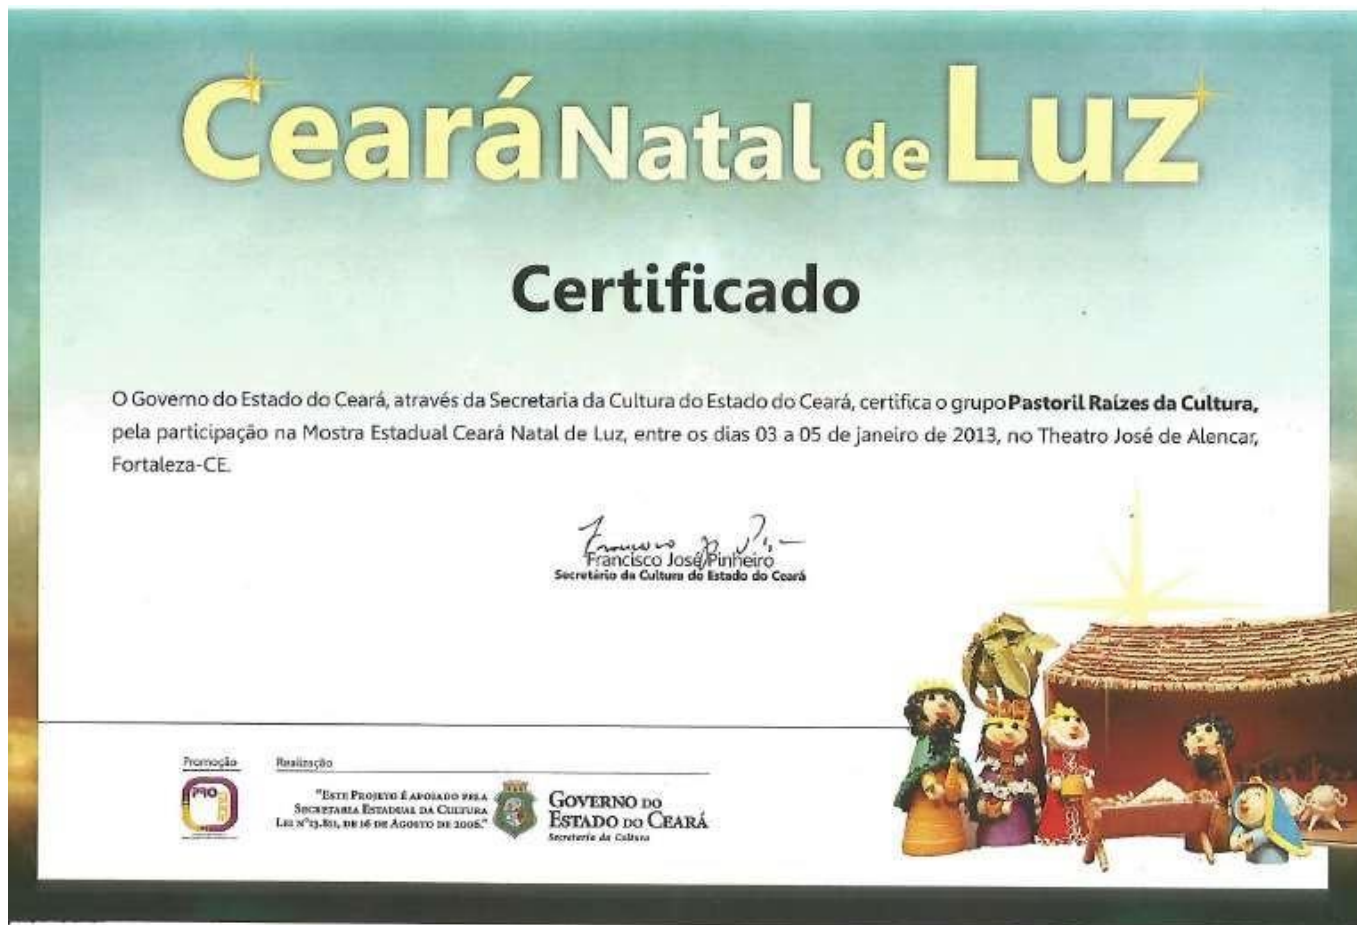 Ceará Natal de Luz
Certificado
O Governo do Estado do Ceará, através da Secretaria da Cultura do Estado do Ceará, certifica o grupo Pastoril Raízes da Cultura,
pela participação na Mostra Estadual Ceará Natal de Luz, entre os dias 03 a 05 de janeiro de 2013, no Theatro José de Alencar,
Fortaleza-CE.
Francisco José Pinheiro
Secretário da Cultura do Estado do Ceará
Promoção
Realização
PRO
"Este Projeto é apoiado pela
Secretaria Estadual da Cultura
Lei nº13.811, de 16 de Agosto de 2006."
Governo do
Estado do Ceará
Secretaria da Cultura